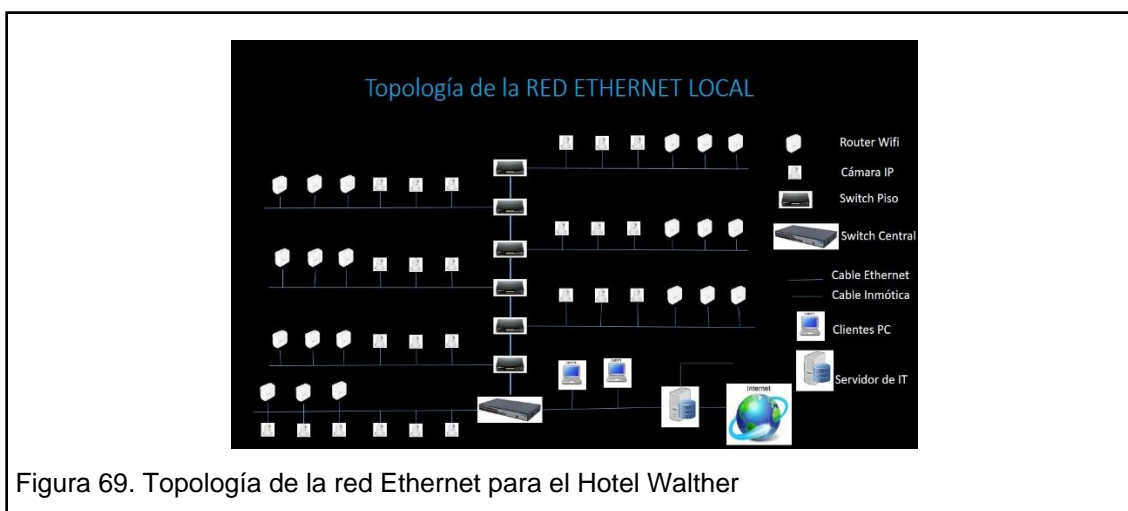 Topología de la RED ETHERNET LOCAL
Router Wifi
Cámara IP
Switch Piso
Switch Central
Cable Ethernet
Cable Inmótica
Clientes PC
Servidor de IT
Internet
Figura 69. Topología de la red Ethernet para el Hotel Walther